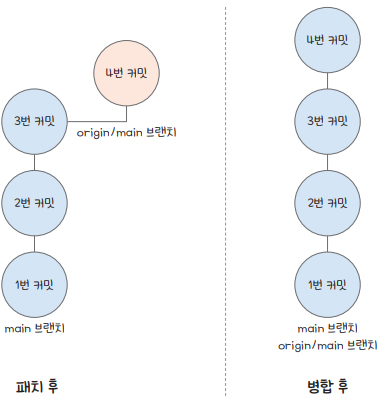 4번 커밋
3번 커밋
origin/main 브랜치
2번 커밋
1번 커밋
main 브랜치
패치 후
4번 커밋
3번 커밋
2번 커밋
1번 커밋
main 브랜치
origin/main 브랜치
병합 후